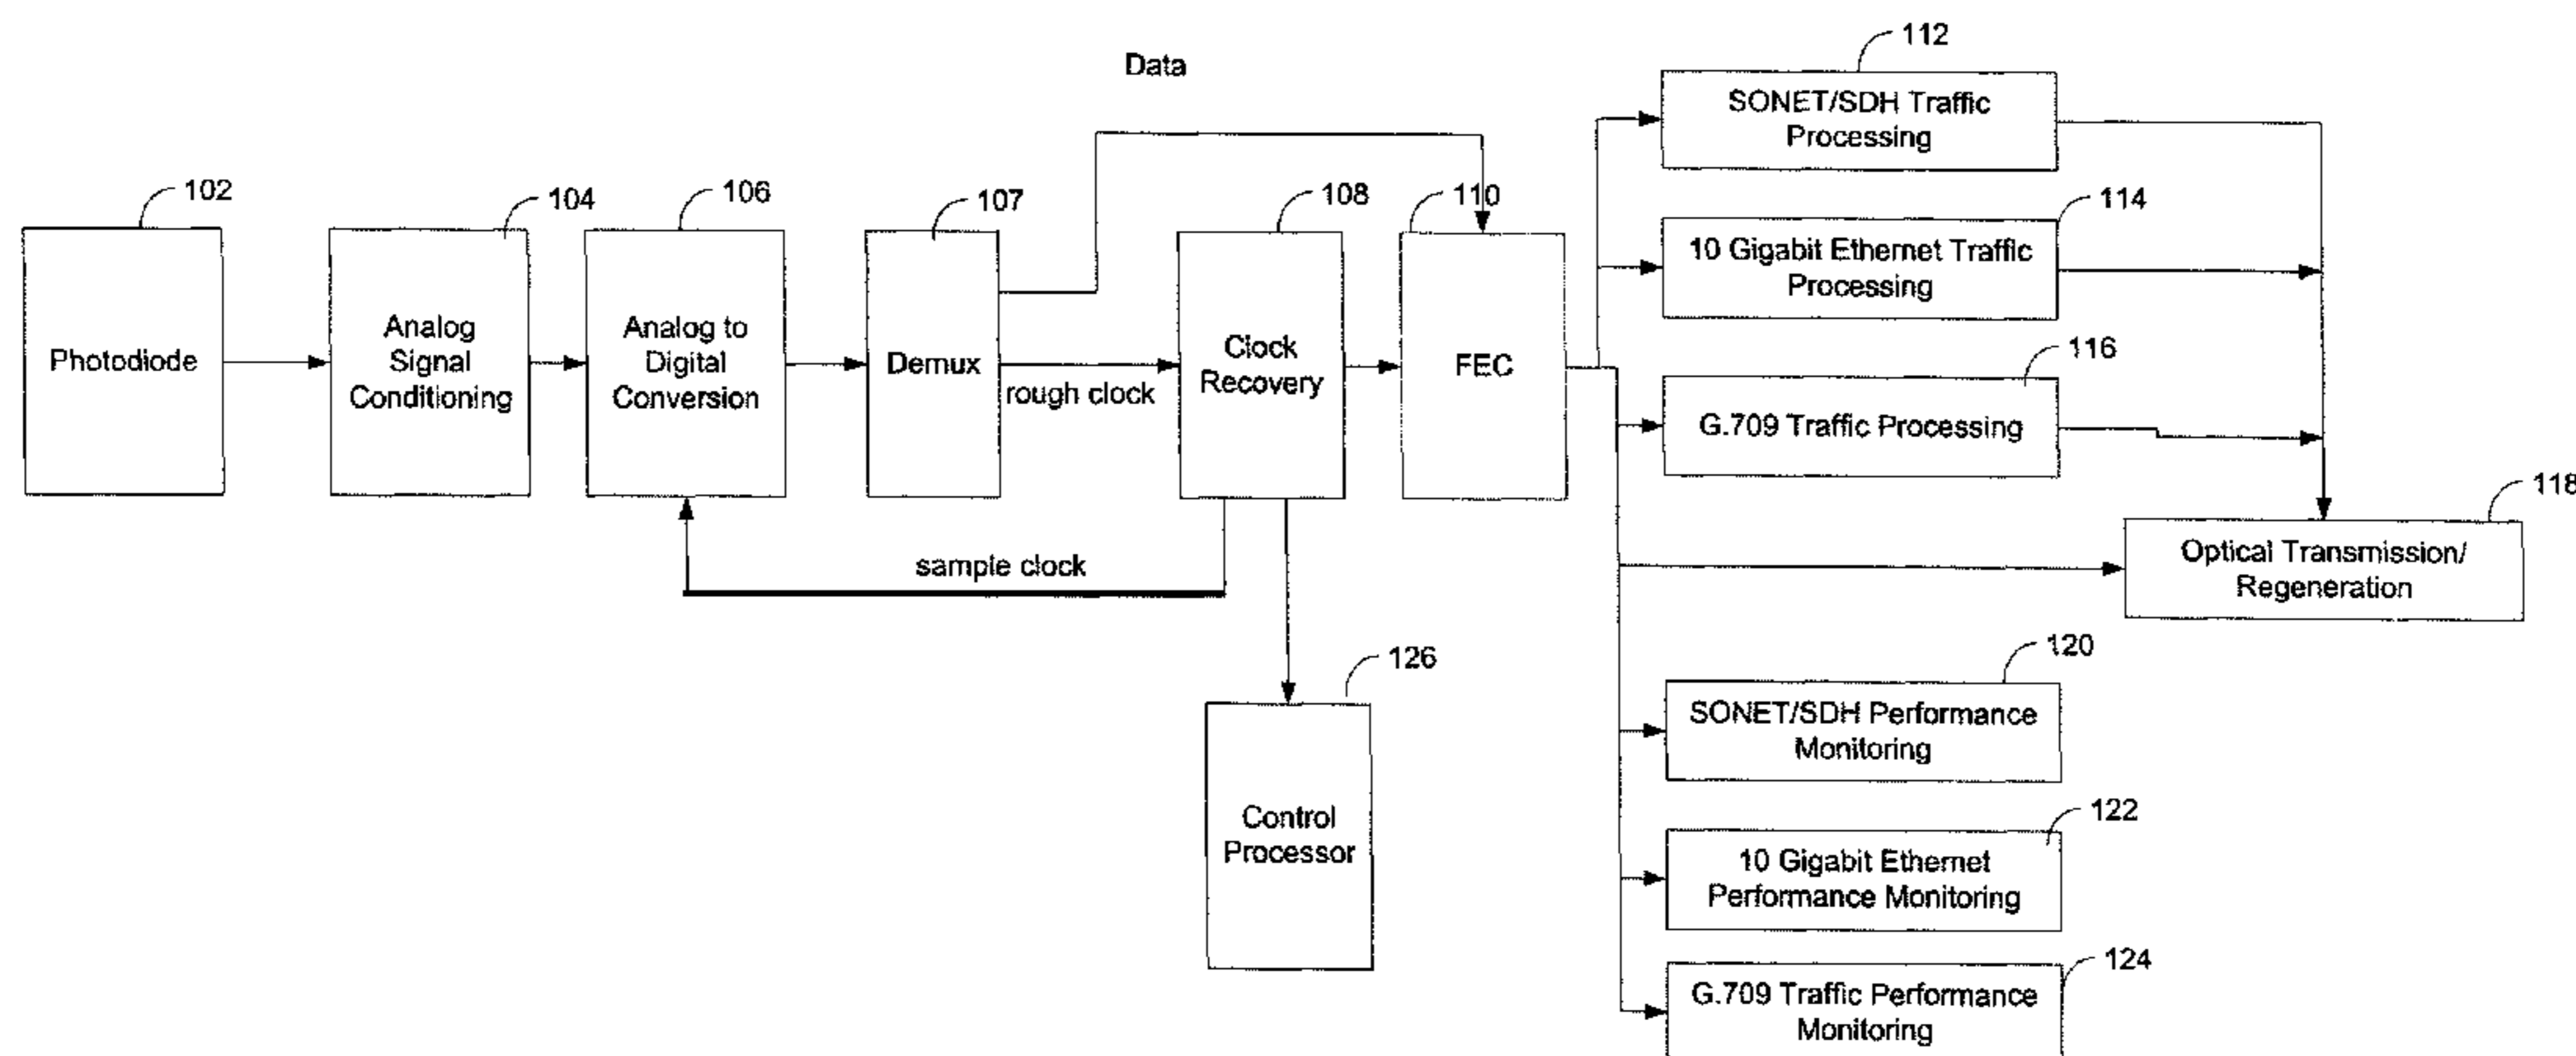 112
Data
SONET/SDH Traffic
Processing
102
104
106
107
108
110
114
10 Gigabit Ethernet Traffic
Processing
Photodiode
Analog
Signal
Conditioning
Analog to
Digital
Conversion
Demux
rough clock
Clock
Recovery
FEC
116
G.709 Traffic Processing
118
sample clock
Optical Transmission/
Regeneration
120
126
SONET/SDH Performance
Monitoring
Control
Processor
122
10 Gigabit Ethernet
Performance Monitoring
124
G.709 Traffic Performance
Monitoring